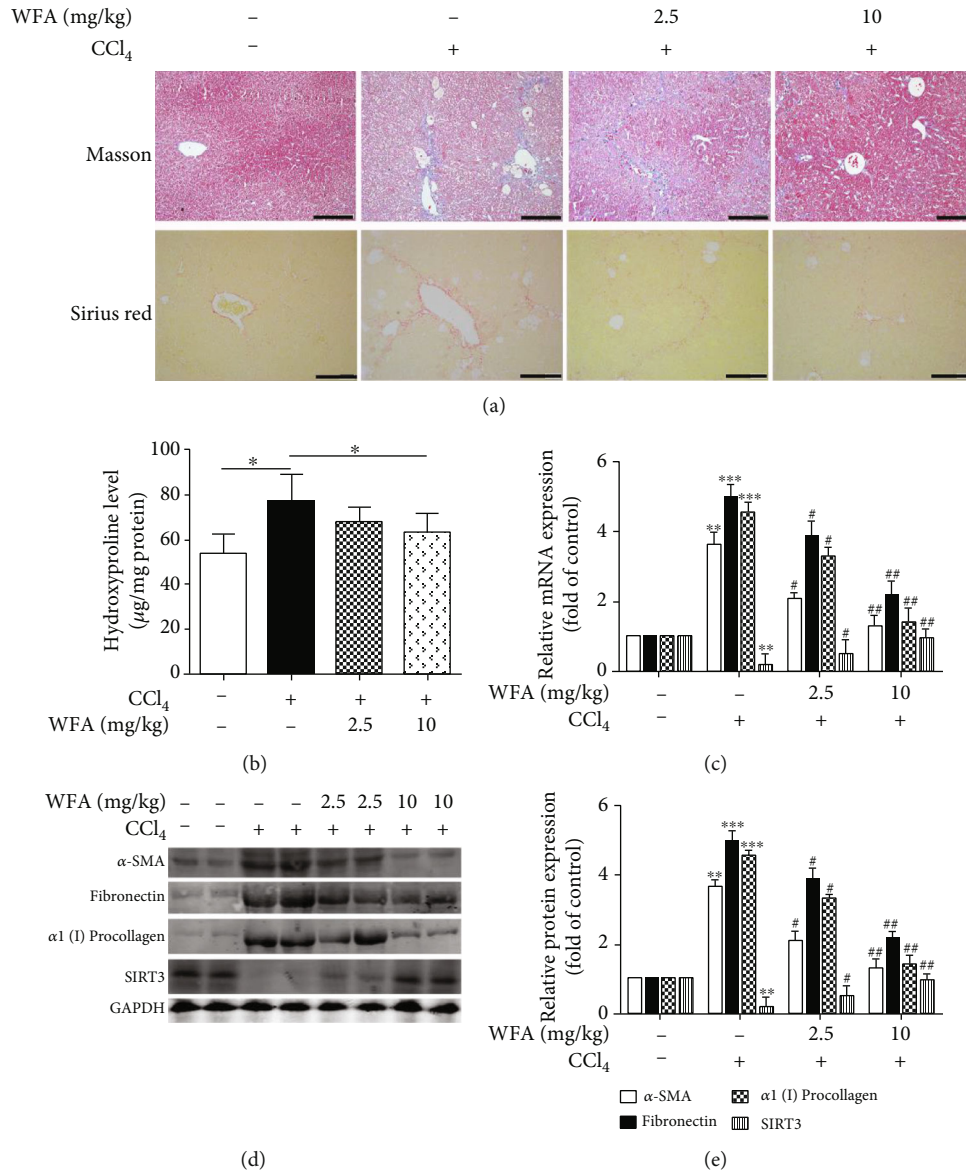 WFA (mg/kg) – – 2.5 10
CCl₄ – + + +
Masson
Sirius red
(a)
Hydroxyproline level
(µg/mg protein)
100
80
60
40
20
0
* *
CCl₄ – + + +
WFA (mg/kg) – – 2.5 10
(b)
Relative mRNA expression
(fold of control)
6
4
2
0
** *** *** ** # # # # ## ## ## ##
WFA (mg/kg) – – 2.5 10
CCl₄ – + + +
(c)
WFA (mg/kg) – – – – 2.5 2.5 10 10
CCl₄ – – + + + + + +
α-SMA
Fibronectin
α1 (I) Procollagen
SIRT3
GAPDH
(d)
Relative protein expression
(fold of control)
6
4
2
0
** *** *** ** # # # # ## ## ## ##
WFA (mg/kg) – – 2.5 10
CCl₄ – + + +
α-SMA α1 (I) Procollagen
Fibronectin SIRT3
(e)